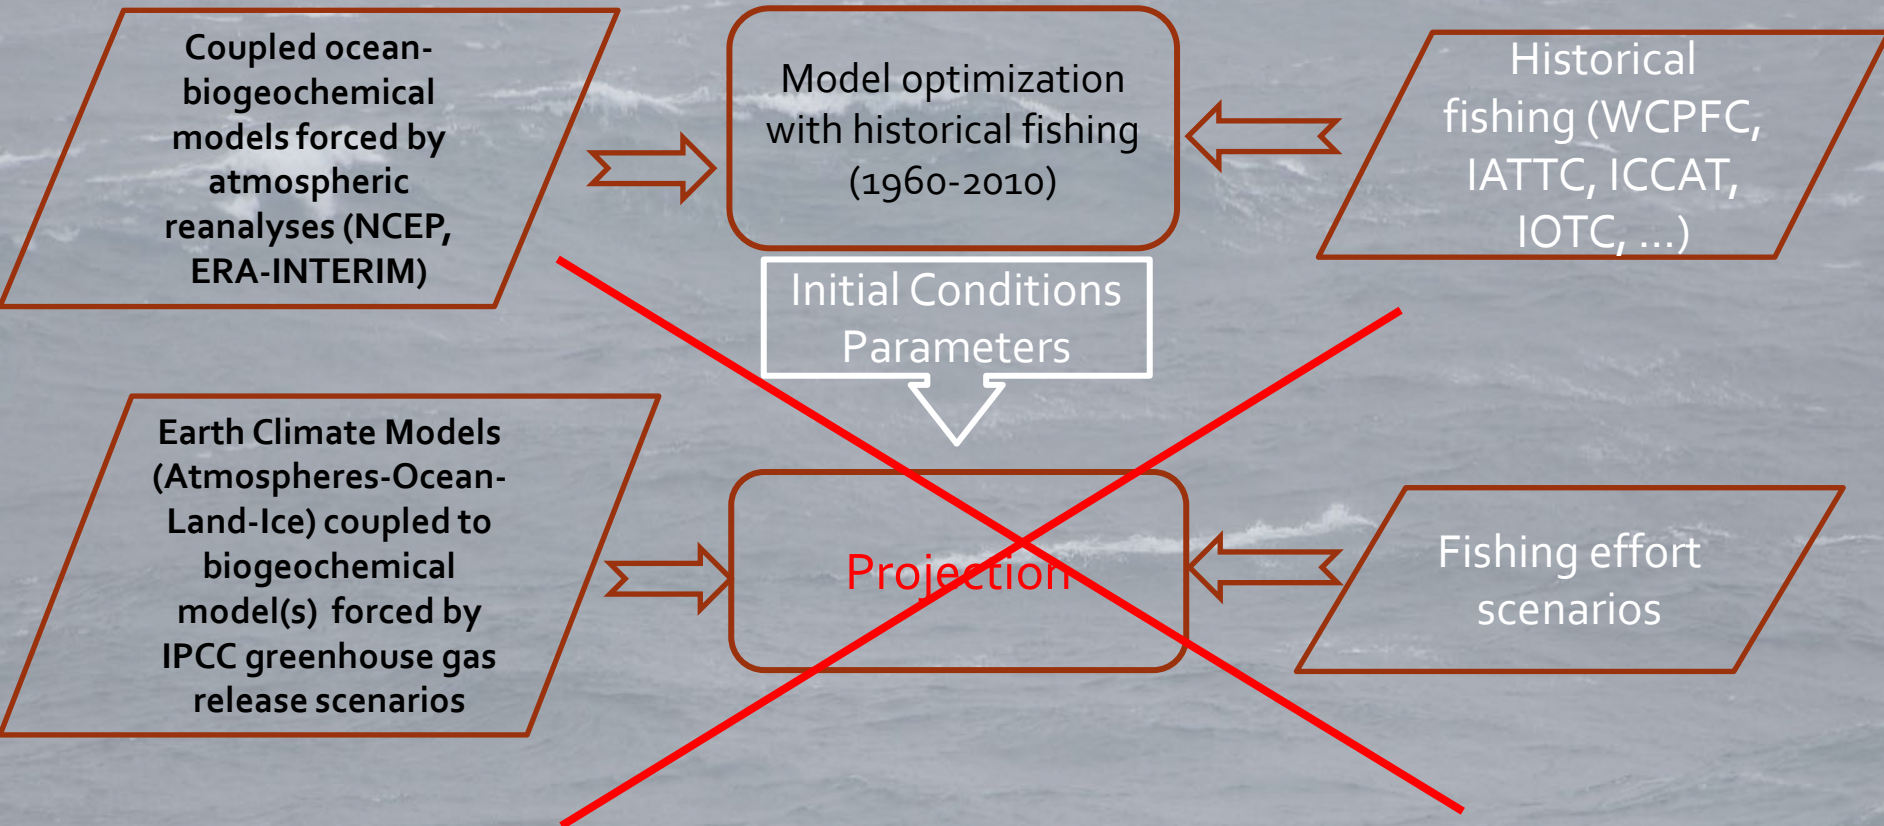 Coupled ocean-
biogeochemical
models forced by
atmospheric
reanalyses (NCEP,
ERA-INTERIM)
Model optimization
with historical fishing
(1960-2010)
Historical
fishing (WCPFC,
IATTC, ICCAT,
IOTC, ...)
Initial Conditions
Parameters
Earth Climate Models
(Atmospheres-Ocean-
Land-Ice) coupled to
biogeochemical
model(s) forced by
IPCC greenhouse gas
release scenarios
Projection
Fishing effort
scenarios